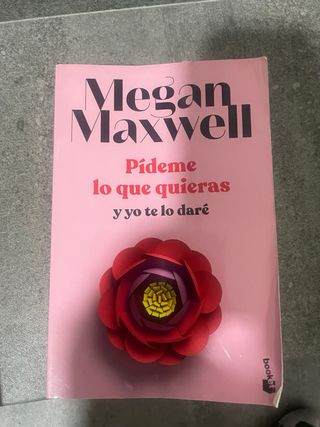 Megan
Maxwell
Pídeme
lo que quieras
y yo te lo daré
booket